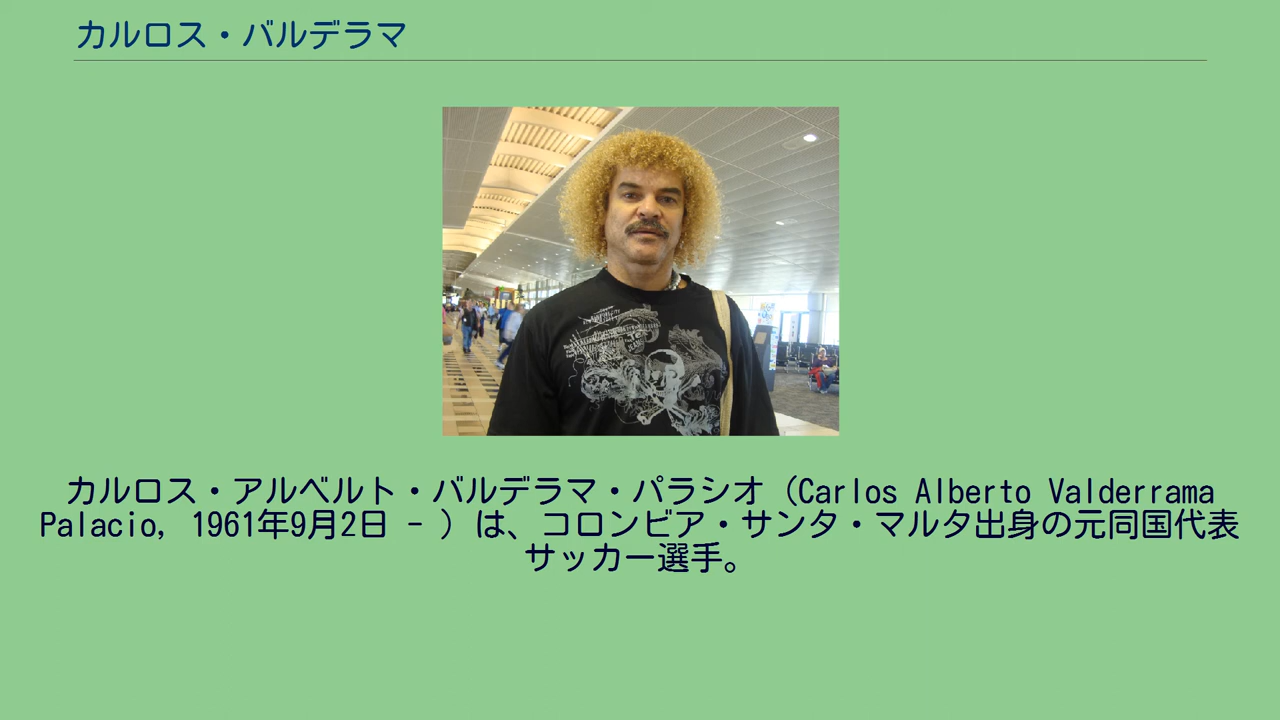 カルロス・バルデラマ
カルロス・アルベルト・バルデラマ・パラシオ（Carlos Alberto Valderrama
Palacio, 1961年9月2日 - ）は、コロンビア・サンタ・マルタ出身の元同国代表
サッカー選手。